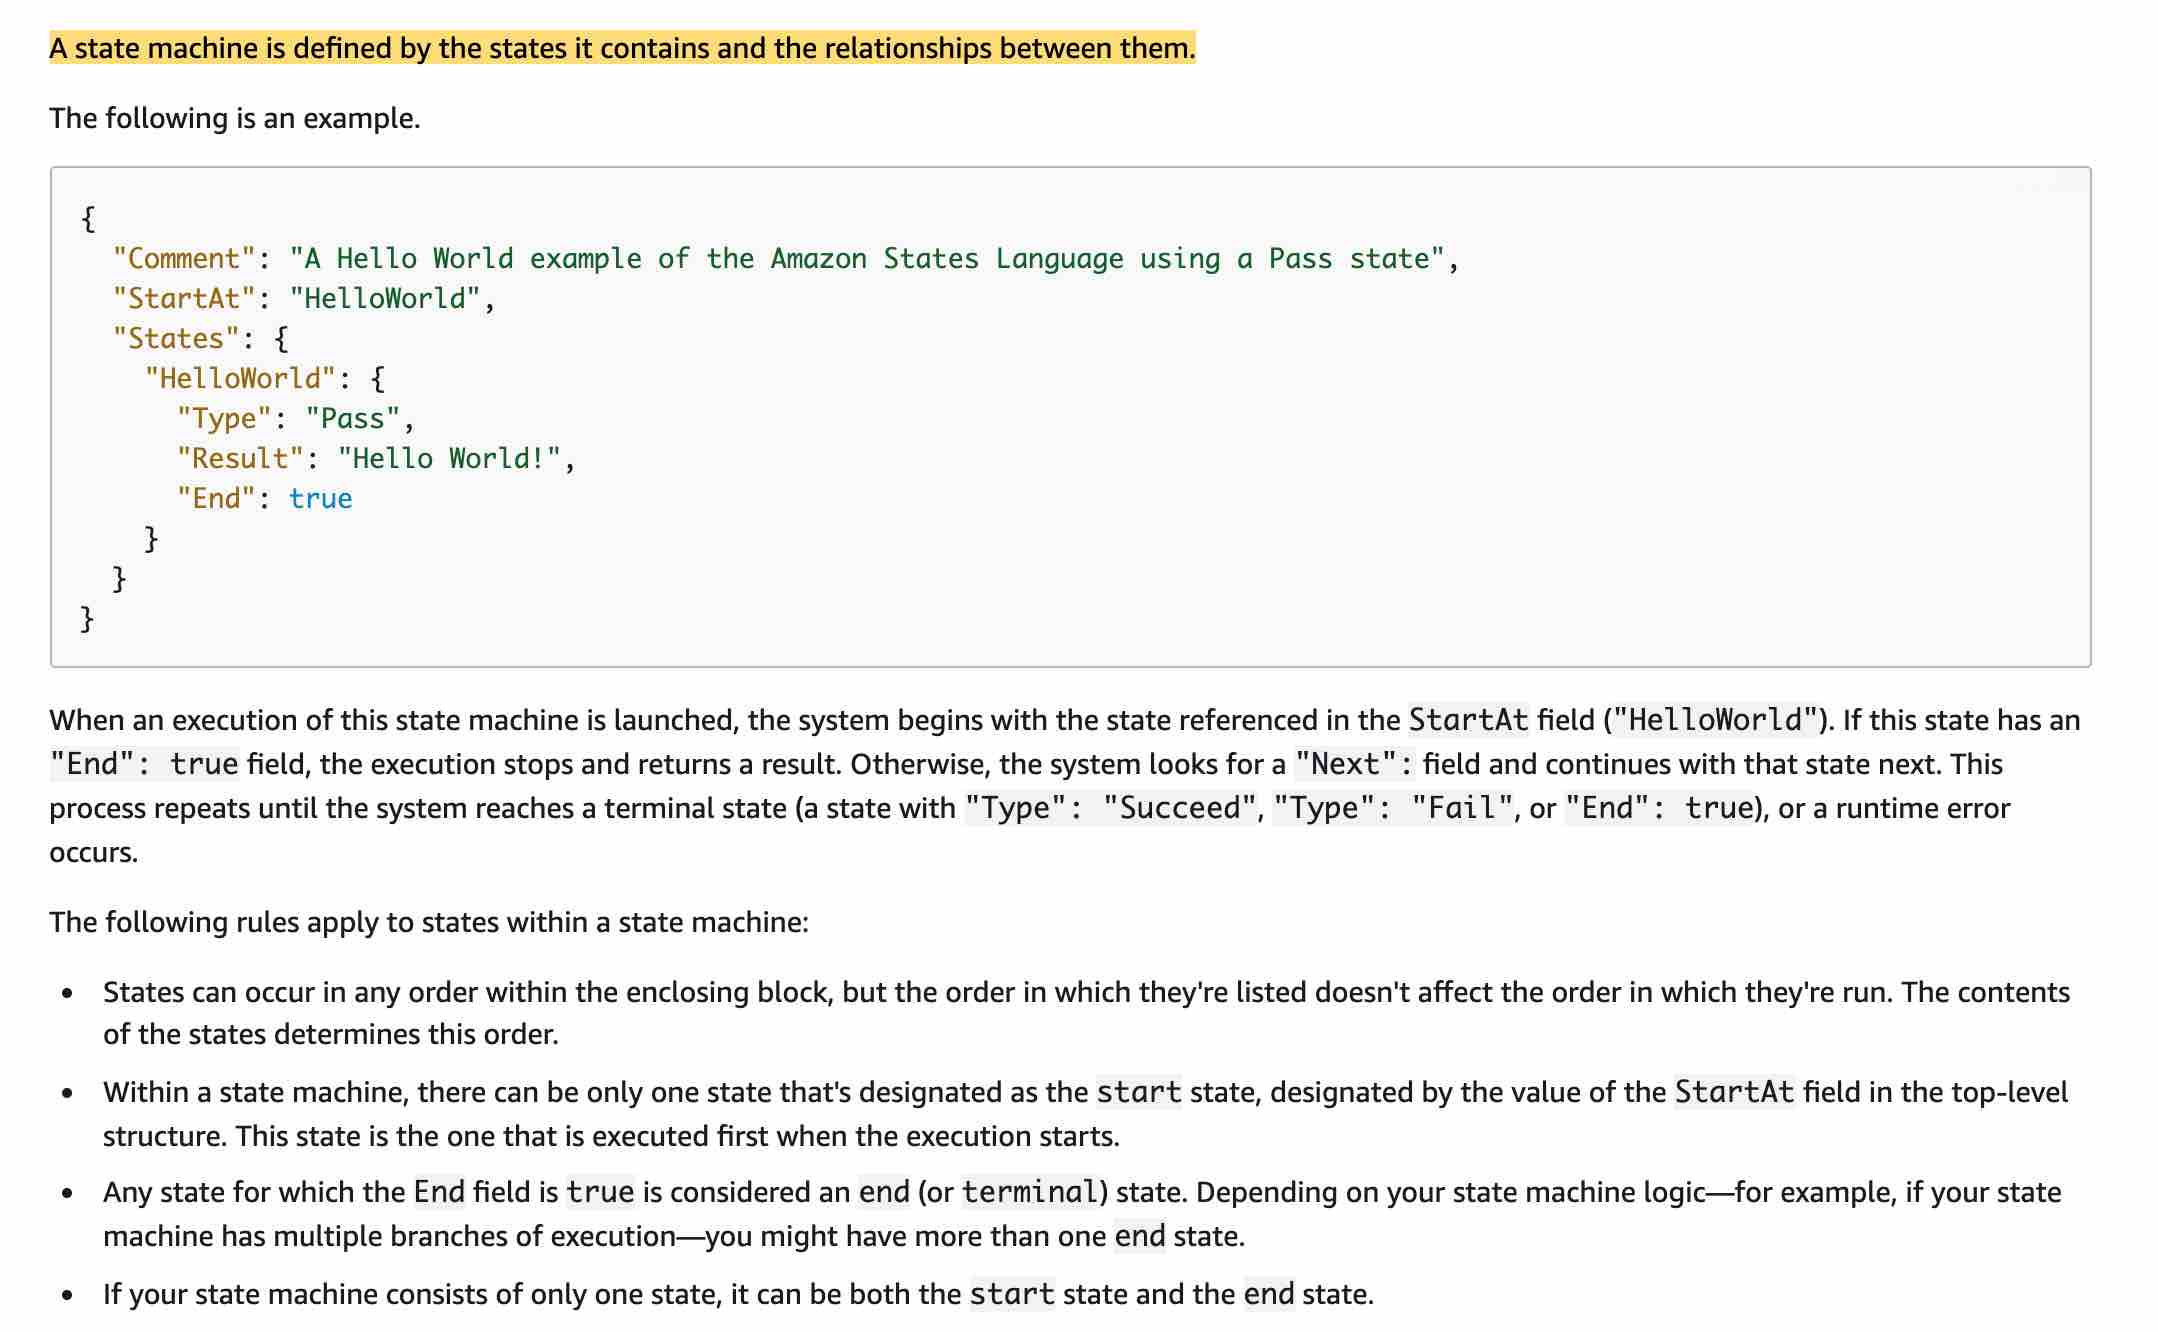 A state machine is defined by the states it contains and the relationships between them.
The following is an example.
{
  "Comment": "A Hello World example of the Amazon States Language using a Pass state",
  "StartAt": "HelloWorld",
  "States": {
    "HelloWorld": {
      "Type": "Pass",
      "Result": "Hello World!",
      "End": true
    }
  }
}
When an execution of this state machine is launched, the system begins with the state referenced in the StartAt field ("HelloWorld"). If this state has an
"End": true field, the execution stops and returns a result. Otherwise, the system looks for a "Next": field and continues with that state next. This
process repeats until the system reaches a terminal state (a state with "Type": "Succeed", "Type": "Fail", or "End": true), or a runtime error
occurs.
The following rules apply to states within a state machine:
• States can occur in any order within the enclosing block, but the order in which they're listed doesn't affect the order in which they're run. The contents
of the states determines this order.
• Within a state machine, there can be only one state that's designated as the start state, designated by the value of the StartAt field in the top-level
structure. This state is the one that is executed first when the execution starts.
• Any state for which the End field is true is considered an end (or terminal) state. Depending on your state machine logic—for example, if your state
machine has multiple branches of execution—you might have more than one end state.
• If your state machine consists of only one state, it can be both the start state and the end state.